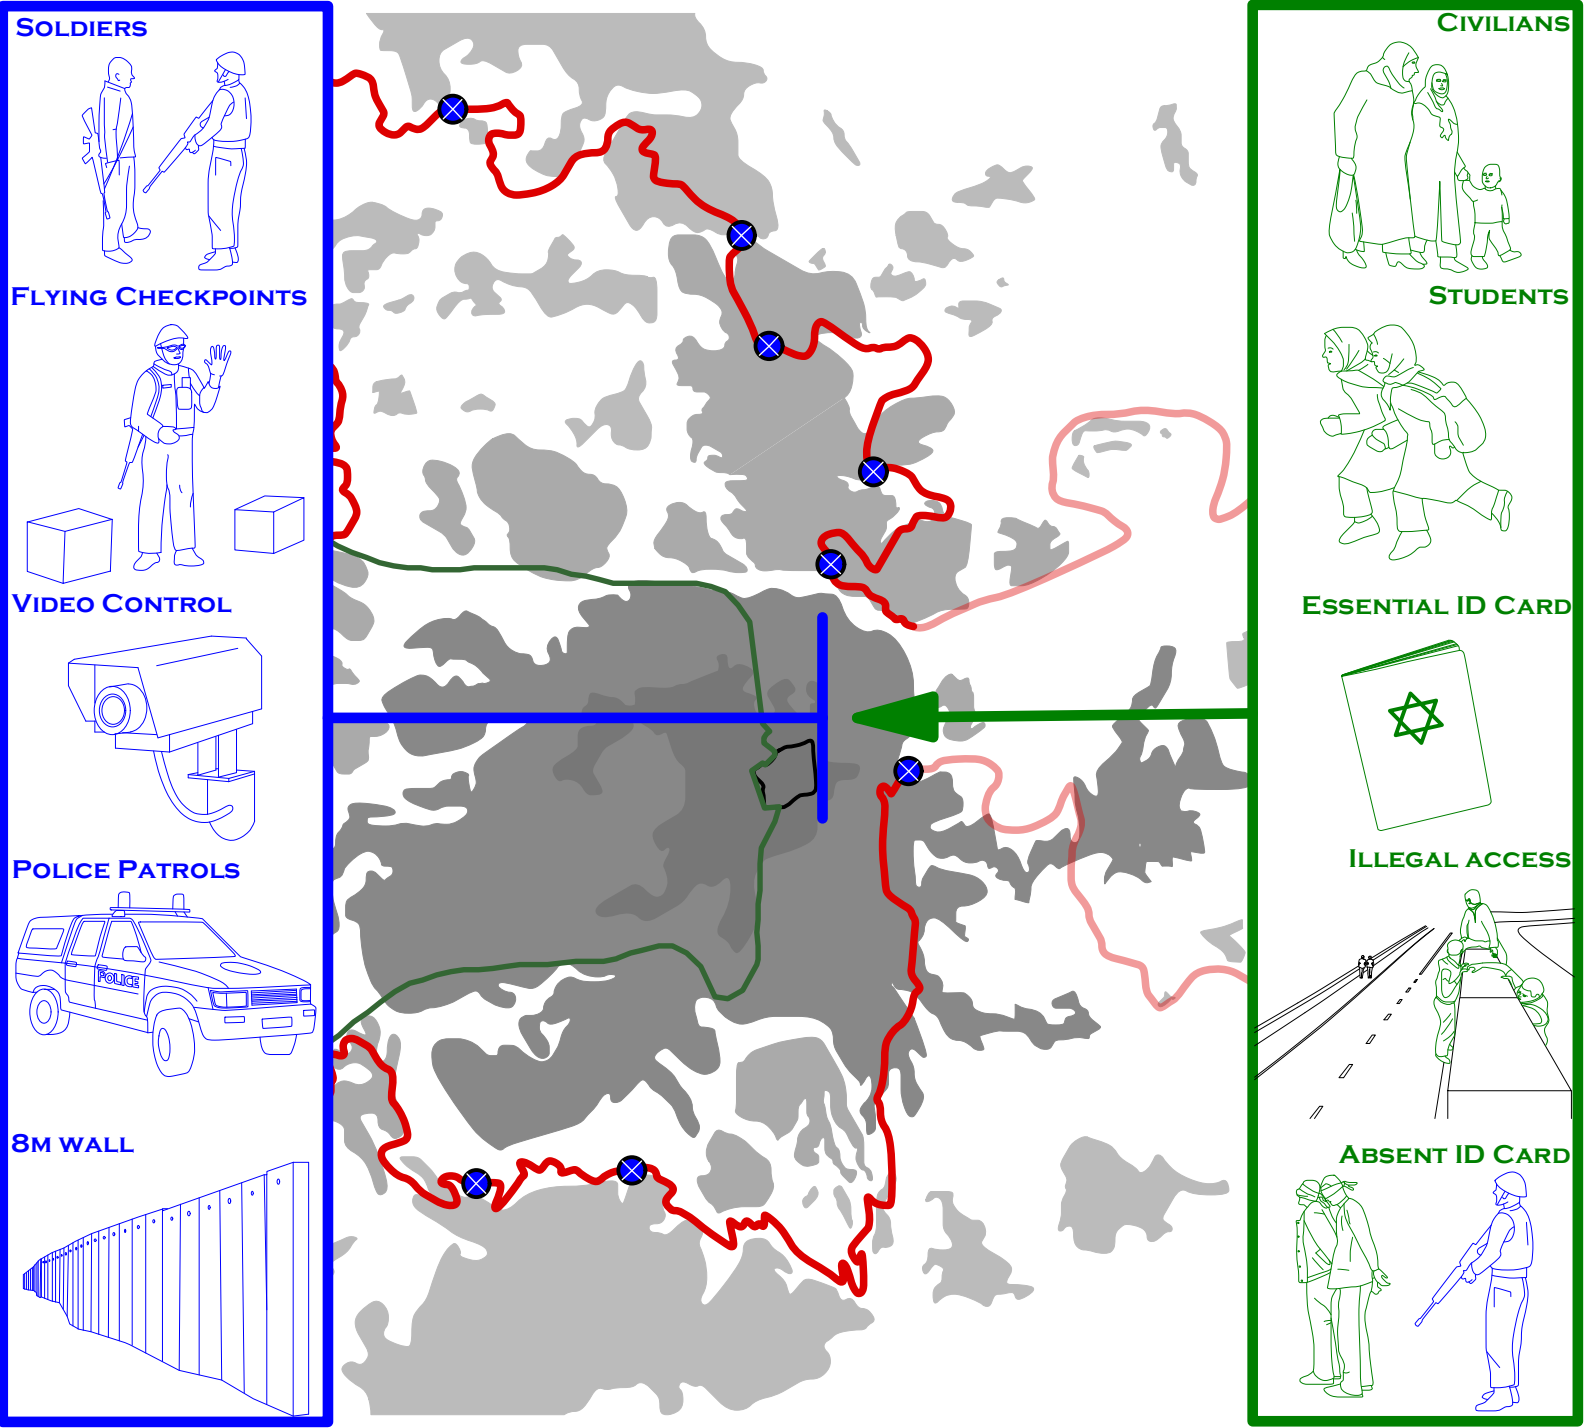 SOLDIERS
FLYING CHECKPOINTS
VIDEO CONTROL
POLICE PATROLS
POLICE
8M WALL
CIVILIANS
STUDENTS
ESSENTIAL ID CARD
ILLEGAL ACCESS
ABSENT ID CARD